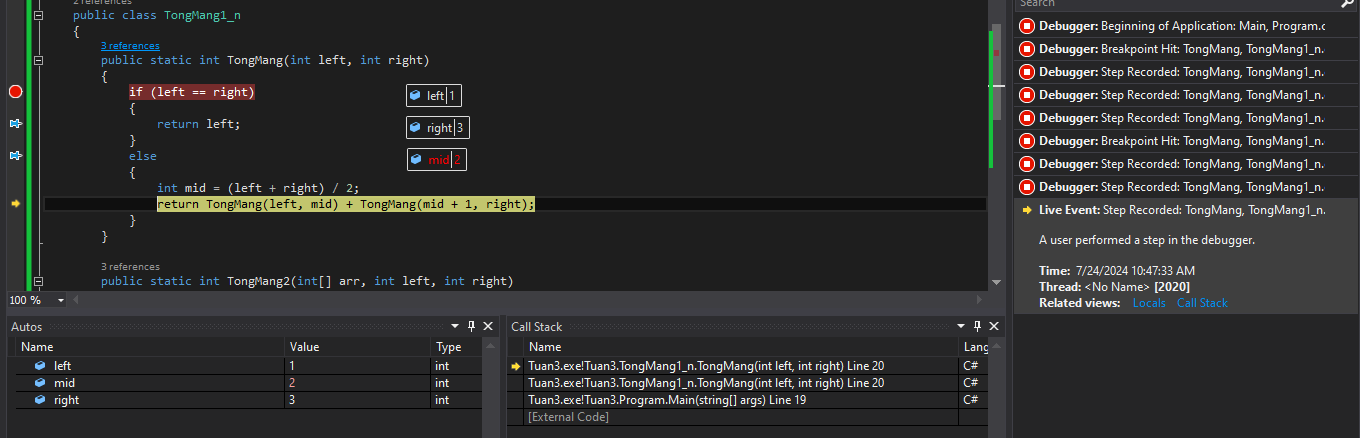 2 references
public class TongMang1_n
{
3 references
public static int TongMang(int left, int right)
{
if (left == right)
left 1
{
return left;
right 3
}
else
mid 2
{
int mid = (left + right) / 2;
return TongMang(left, mid) + TongMang(mid + 1, right);
}
}
3 references
public static int TongMang2(int[] arr, int left, int right)
100 %
Autos
Name Value Type
left 1 int
mid 2 int
right 3 int
Call Stack
Name Lang
Tuan3.exe!Tuan3.TongMang1_n.TongMang(int left, int right) Line 20 C#
Tuan3.exe!Tuan3.TongMang1_n.TongMang(int left, int right) Line 20 C#
Tuan3.exe!Tuan3.Program.Main(string[] args) Line 19 C#
[External Code]
Search
Debugger: Beginning of Application: Main, Program.c
Debugger: Breakpoint Hit: TongMang, TongMang1_n.
Debugger: Step Recorded: TongMang, TongMang1_n.
Debugger: Step Recorded: TongMang, TongMang1_n.
Debugger: Step Recorded: TongMang, TongMang1_n.
Debugger: Breakpoint Hit: TongMang, TongMang1_n.
Debugger: Step Recorded: TongMang, TongMang1_n.
Debugger: Step Recorded: TongMang, TongMang1_n.
Live Event: Step Recorded: TongMang, TongMang1_n.
A user performed a step in the debugger.
Time: 7/24/2024 10:47:33 AM
Thread: <No Name> [2020]
Related views: Locals Call Stack